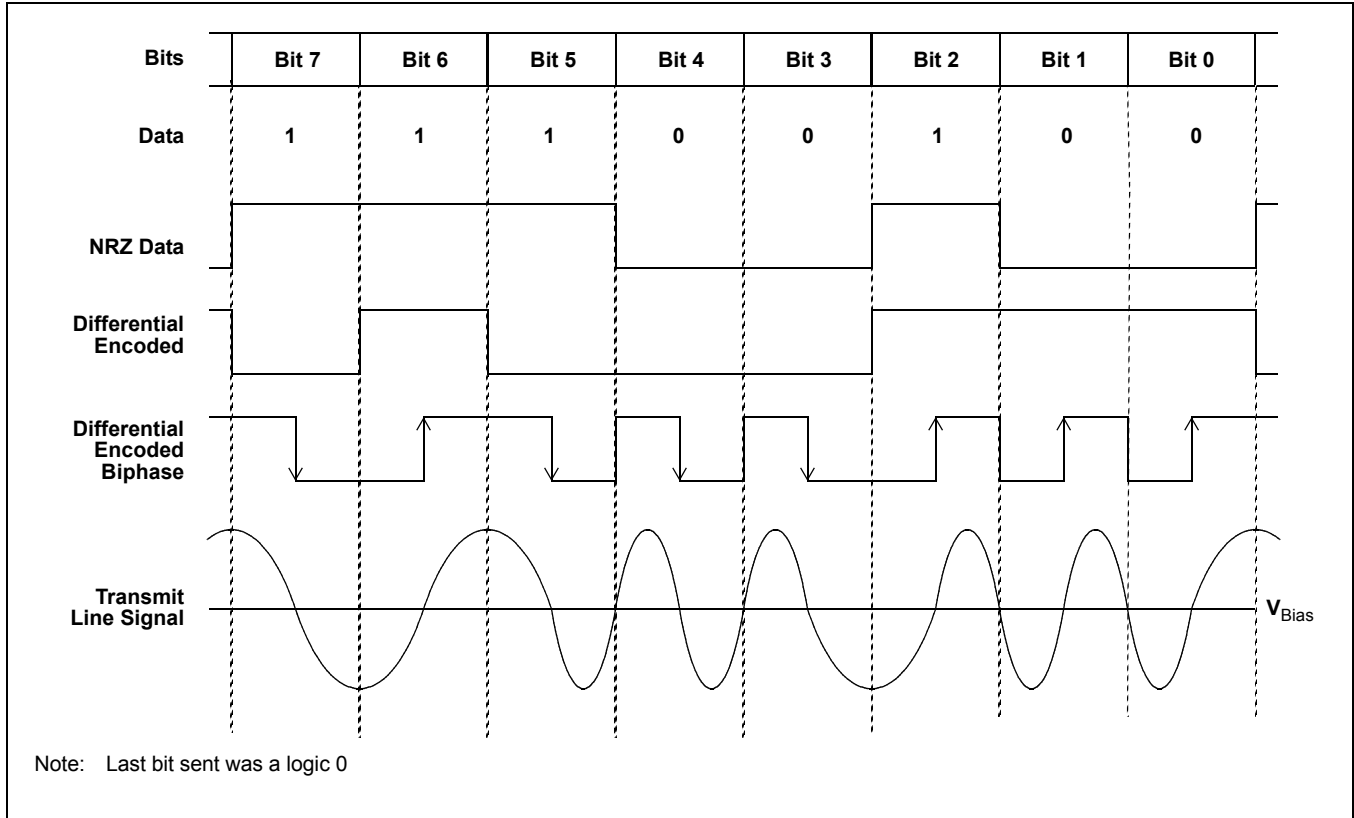 Bits Bit 7 Bit 6 Bit 5 Bit 4 Bit 3 Bit 2 Bit 1 Bit 0
Data 1 1 1 0 0 1 0 0
NRZ Data
Differential
Encoded
Differential
Encoded
Biphase
Transmit
Line Signal
VBias
Note: Last bit sent was a logic 0